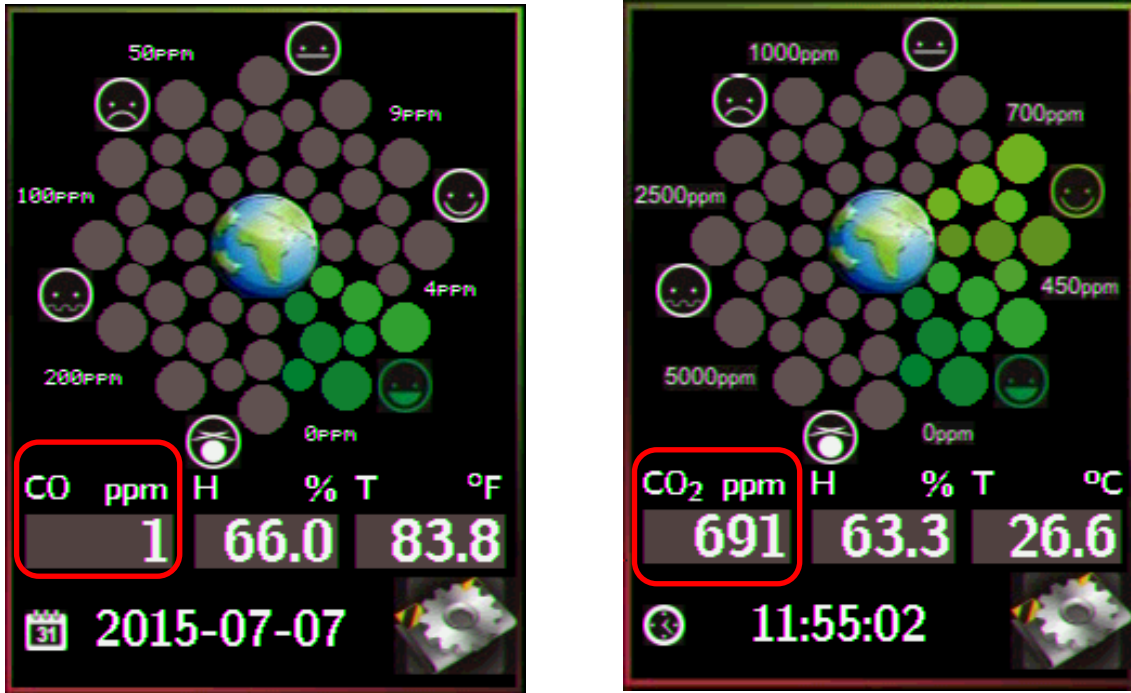 50ppm
9ppm
100ppm
4ppm
200ppm
0ppm
CO ppm H % T °F
1 66.0 83.8
31 2015-07-07
1000ppm
700ppm
2500ppm
450ppm
5000ppm
0ppm
CO₂ ppm H % T °C
691 63.3 26.6
11:55:02